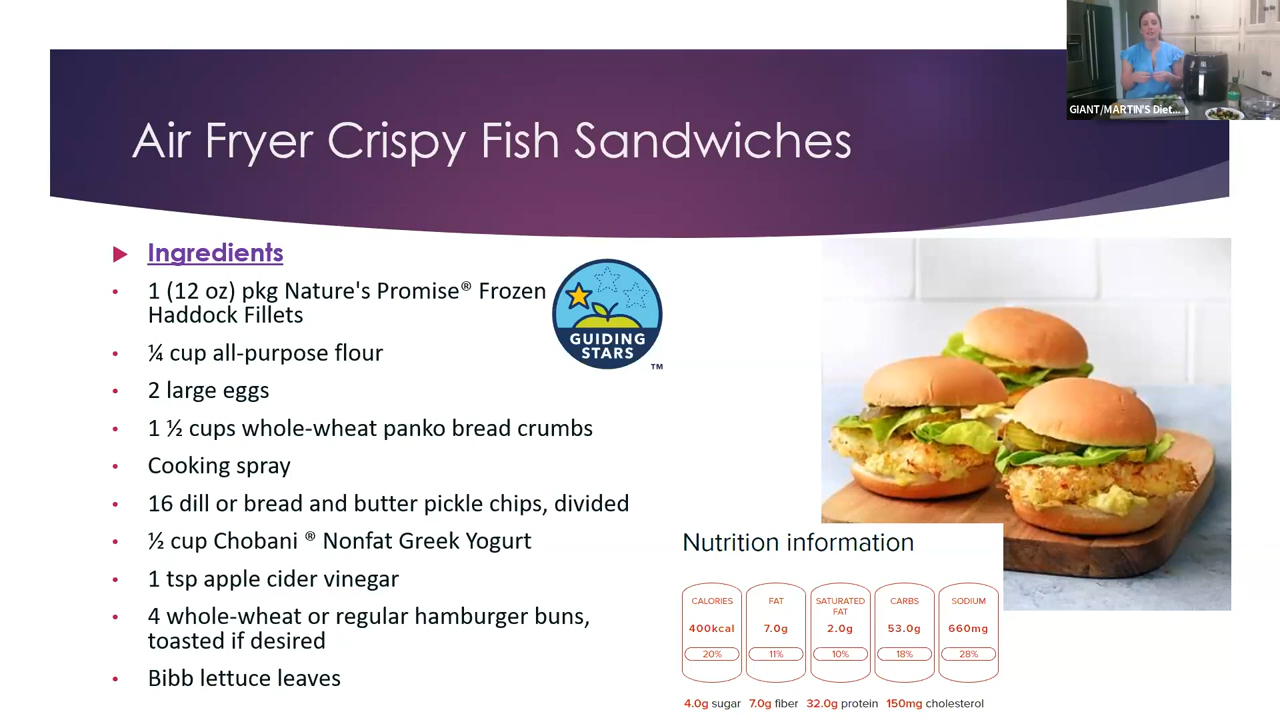 GIANT/MARTIN'S Diet...
Air Fryer Crispy Fish Sandwiches
Ingredients
1 (12 oz) pkg Nature's Promise® Frozen
Haddock Fillets
¼ cup all-purpose flour
2 large eggs
1 ½ cups whole-wheat panko bread crumbs
Cooking spray
16 dill or bread and butter pickle chips, divided
½ cup Chobani ® Nonfat Greek Yogurt
1 tsp apple cider vinegar
4 whole-wheat or regular hamburger buns,
toasted if desired
Bibb lettuce leaves
GUIDING
STARS
™
Nutrition information
CALORIES FAT SATURATED FAT CARBS SODIUM
400kcal 7.0g 2.0g 53.0g 660mg
20% 11% 10% 18% 28%
4.0g sugar 7.0g fiber 32.0g protein 150mg cholesterol